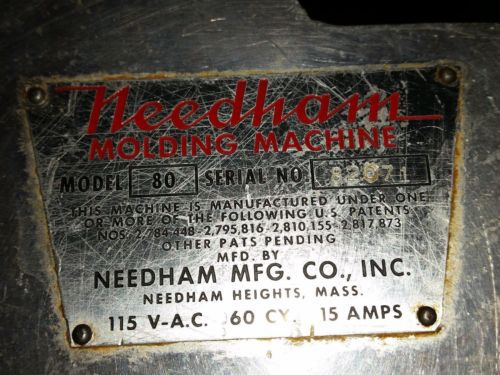 Needham
MOLDING MACHINE
MODEL 80 SERIAL NO 82671
THIS MACHINE IS MANUFACTURED UNDER ONE
OR MORE OF THE FOLLOWING U.S. PATENTS
NOS. 2,784,448-2,795,816-2,810,155-2,817,873
OTHER PATS PENDING
MFD. BY
NEEDHAM MFG. CO., INC.
NEEDHAM HEIGHTS, MASS.
115 V-A.C. 60 CY. 15 AMPS